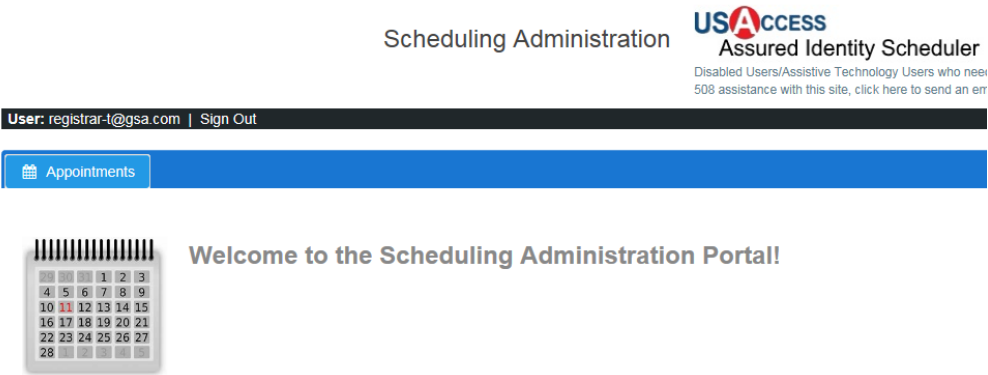 Scheduling Administration
USACCESS
Assured Identity Scheduler
Disabled Users/Assistive Technology Users who
508 assistance with this site, click here to send an
User: registrar-t@gsa.com | Sign Out
Appointments
Welcome to the Scheduling Administration Portal!
29 30 31 1 2 3
4 5 6 7 8 9
10 11 12 13 14 15
16 17 18 19 20 21
22 23 24 25 26 27
28 1 2 3 4 5